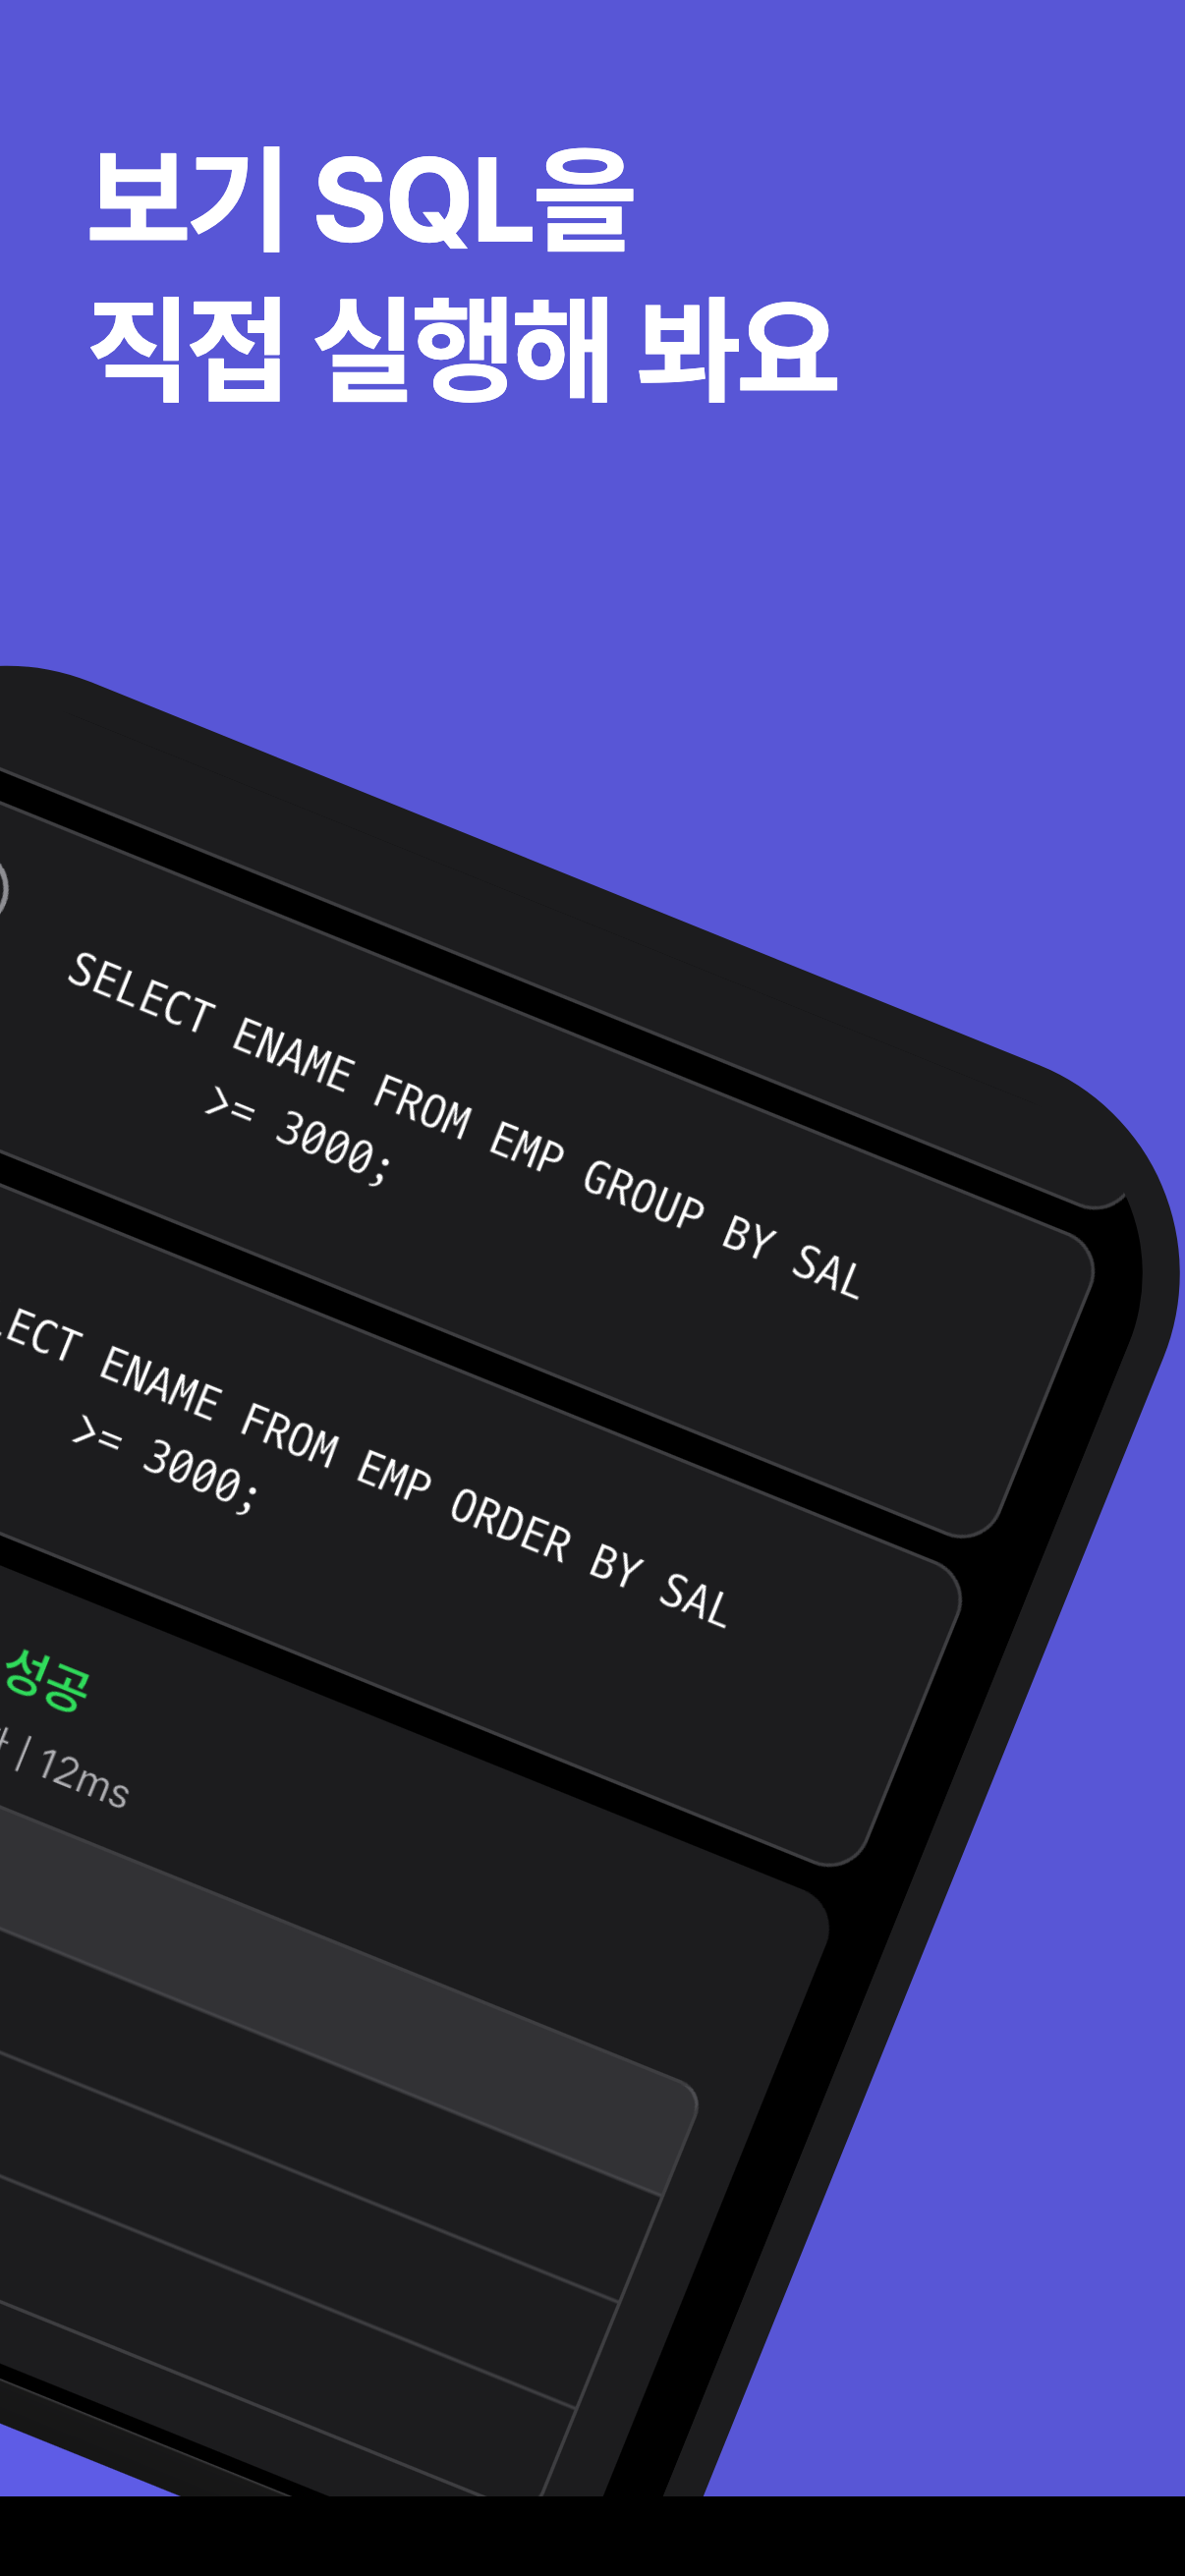 보기 SQL을
직접 실행해 봐요
SELECT ENAME FROM EMP GROUP BY SAL
>= 3000;
ECT ENAME FROM EMP ORDER BY SAL
>= 3000;
성공
| 12ms